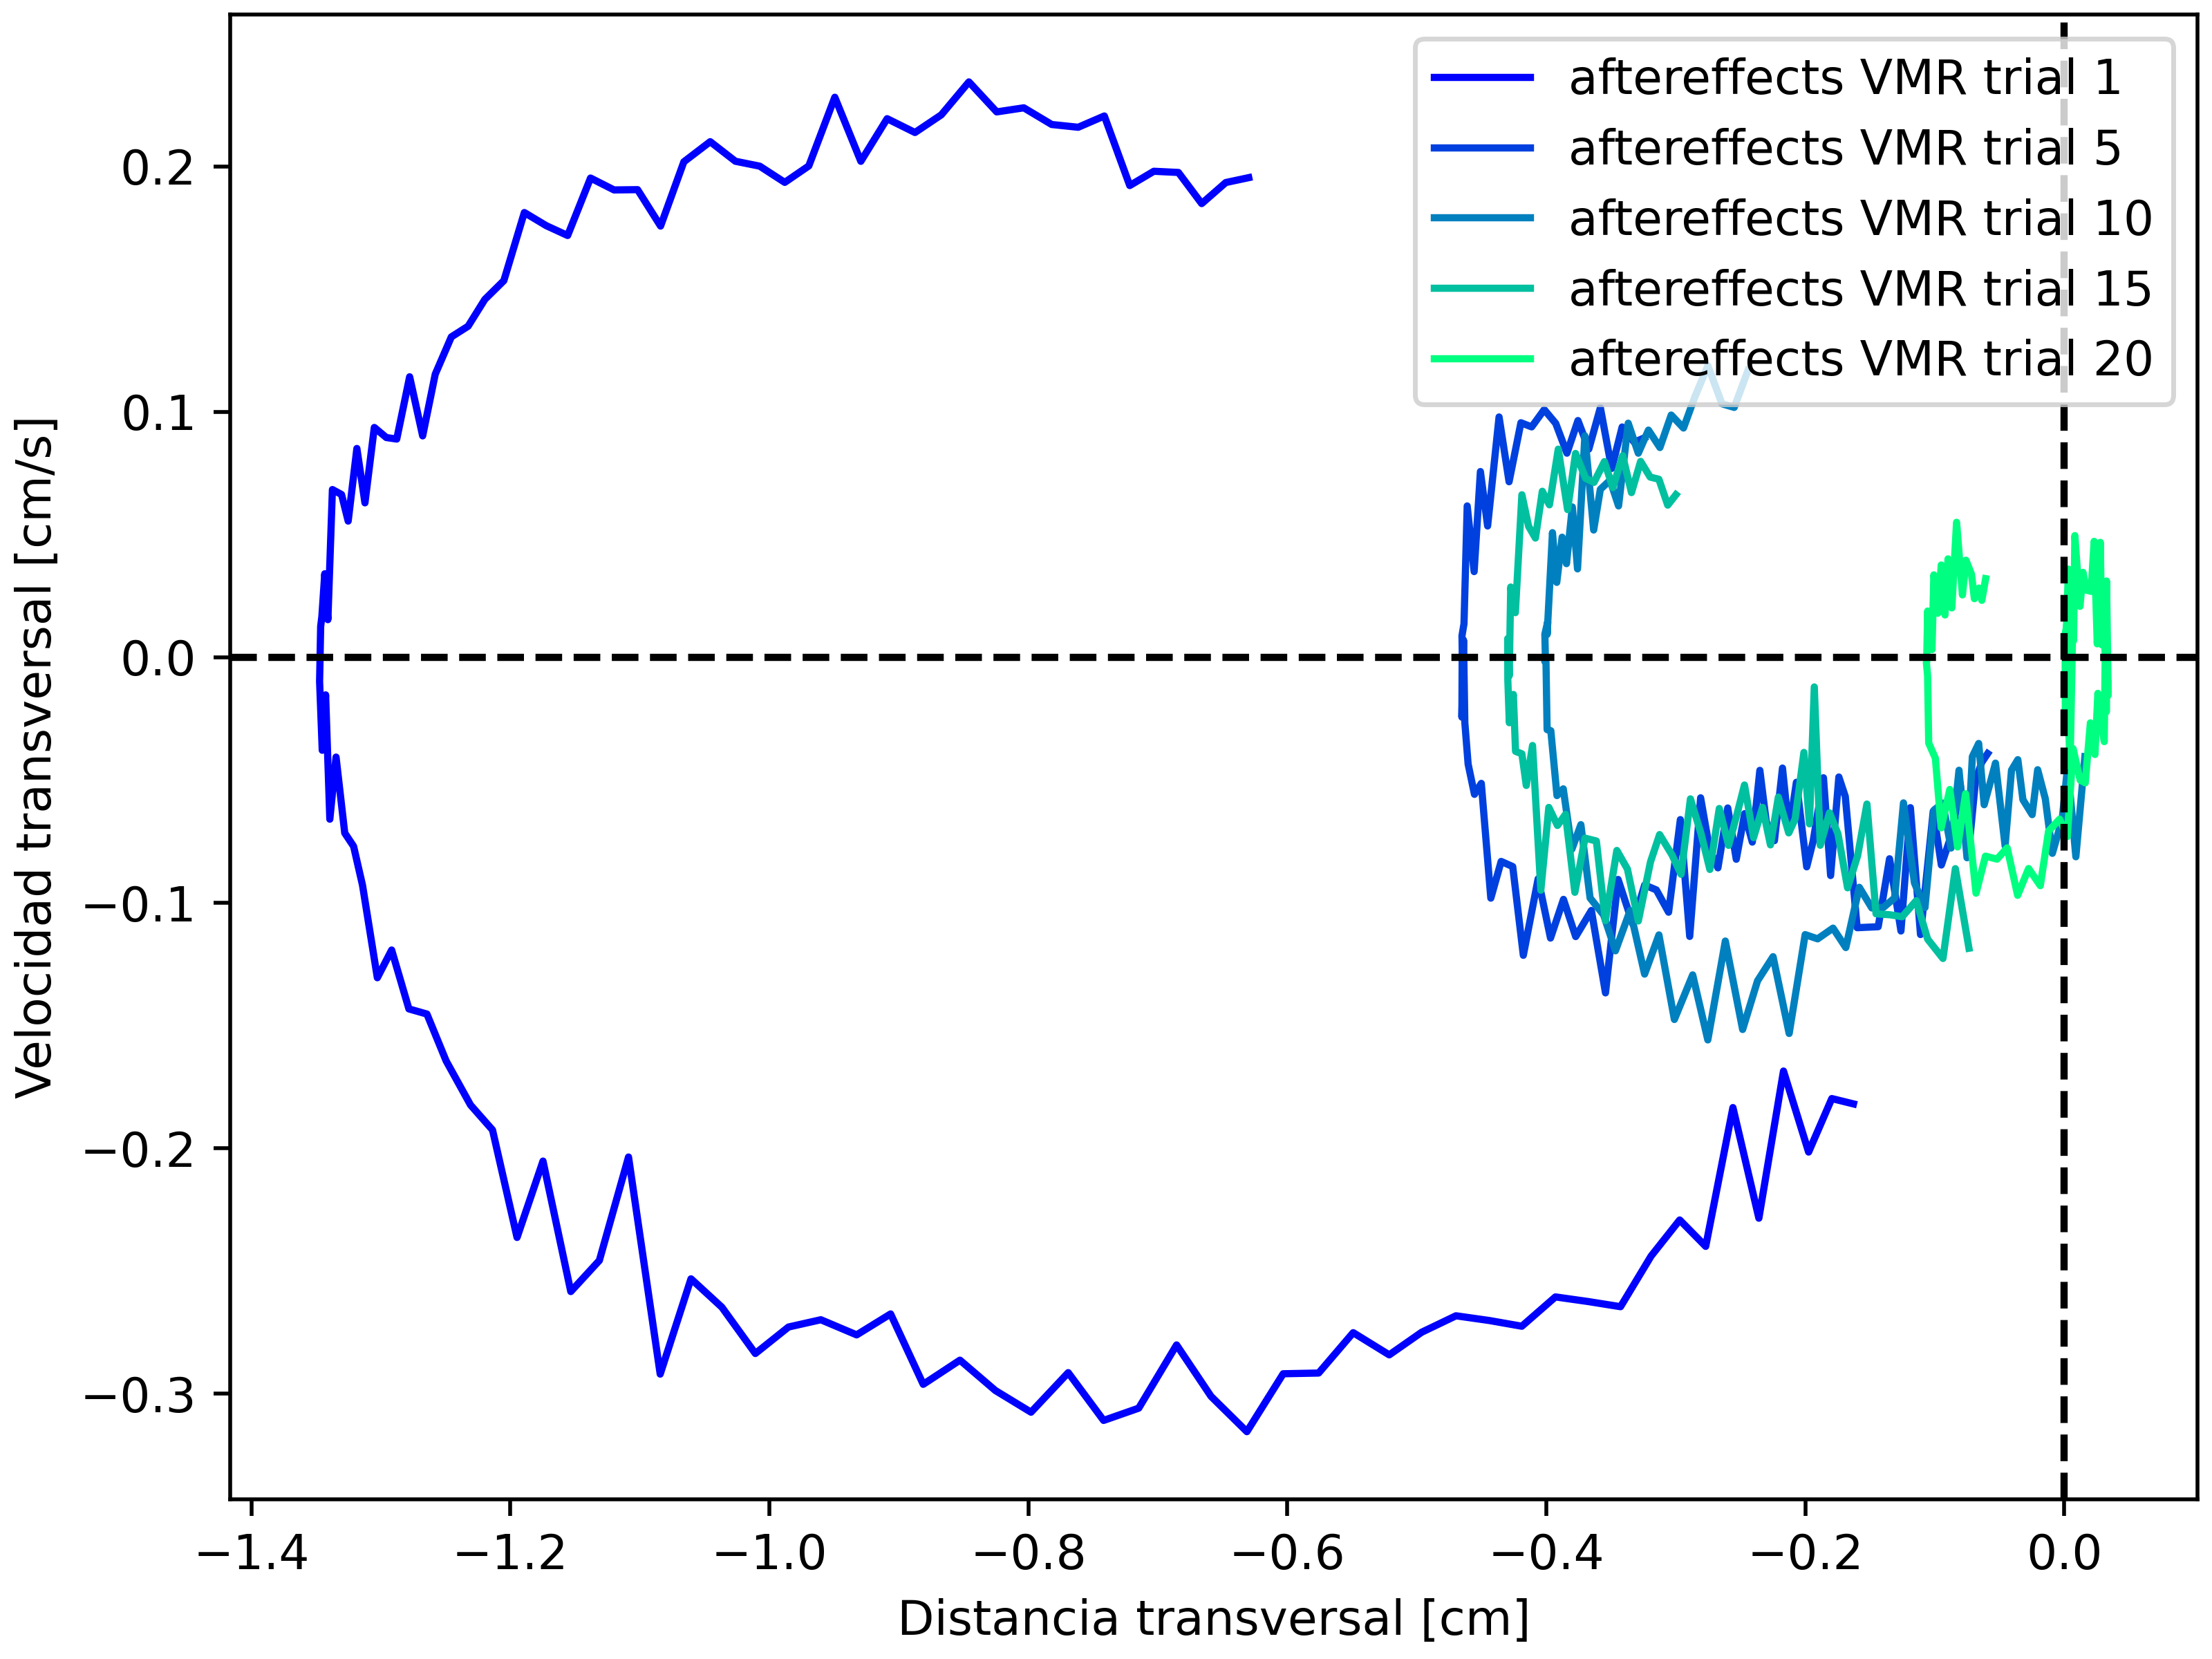 aftereffects VMR trial 1
aftereffects VMR trial 5
aftereffects VMR trial 10
aftereffects VMR trial 15
aftereffects VMR trial 20
Velocidad transversal [cm/s]
0.2
0.1
0.0
−0.1
−0.2
−0.3
−1.4 −1.2 −1.0 −0.8 −0.6 −0.4 −0.2 0.0
Distancia transversal [cm]